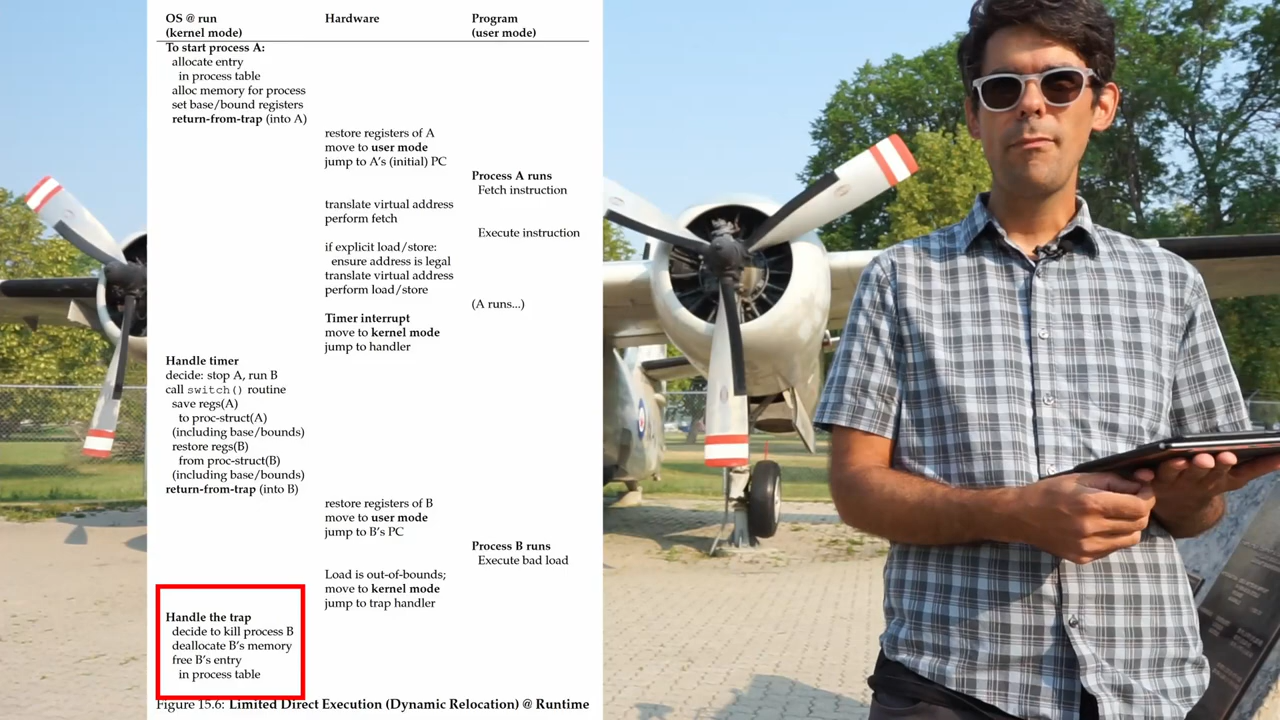 OS @ run Hardware Program
(kernel mode) (user mode)
To start process A:
allocate entry
in process table
alloc memory for process
set base/bound registers
return-from-trap (into A)
restore registers of A
move to user mode
jump to A's (initial) PC
Process A runs
Fetch instruction
translate virtual address
perform fetch
Execute instruction
if explicit load/store:
ensure address is legal
translate virtual address
perform load/store
(A runs...)
Timer interrupt
move to kernel mode
jump to handler
Handle timer
decide: stop A, run B
call switch() routine
save regs(A)
to proc-struct(A)
(including base/bounds)
restore regs(B)
from proc-struct(B)
(including base/bounds)
return-from-trap (into B)
restore registers of B
move to user mode
jump to B's PC
Process B runs
Execute bad load
Load is out-of-bounds;
move to kernel mode
jump to trap handler
Handle the trap
decide to kill process B
deallocate B's memory
free B's entry
in process table
Figure 15.6: Limited Direct Execution (Dynamic Relocation) @ Runtime